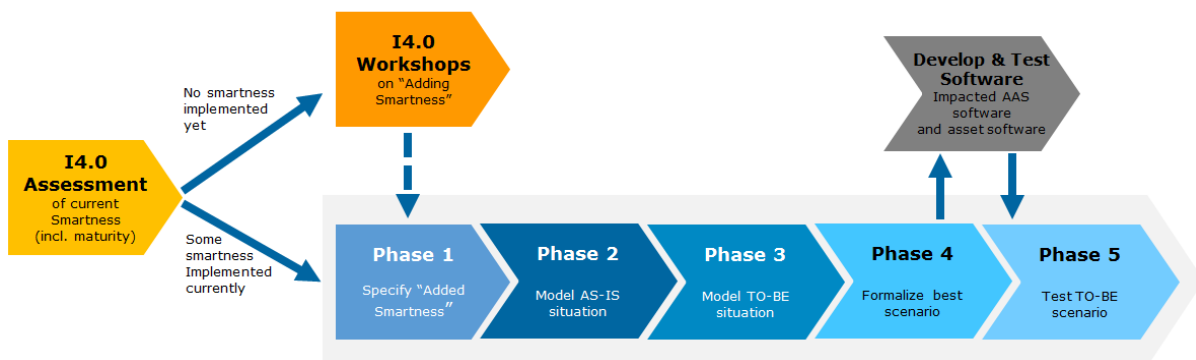 I4.0
Assessment
of current
Smartness
(incl. maturity)
No smartness
implemented
yet
Some
smartness
Implemented
currently
I4.0
Workshops
on “Adding
Smartness”
Develop & Test
Software
Impacted AAS
software
and asset software
Phase 1
Specify “Added
Smartness”
Phase 2
Model AS-IS
situation
Phase 3
Model TO-BE
situation
Phase 4
Formalize best
scenario
Phase 5
Test TO-BE
scenario